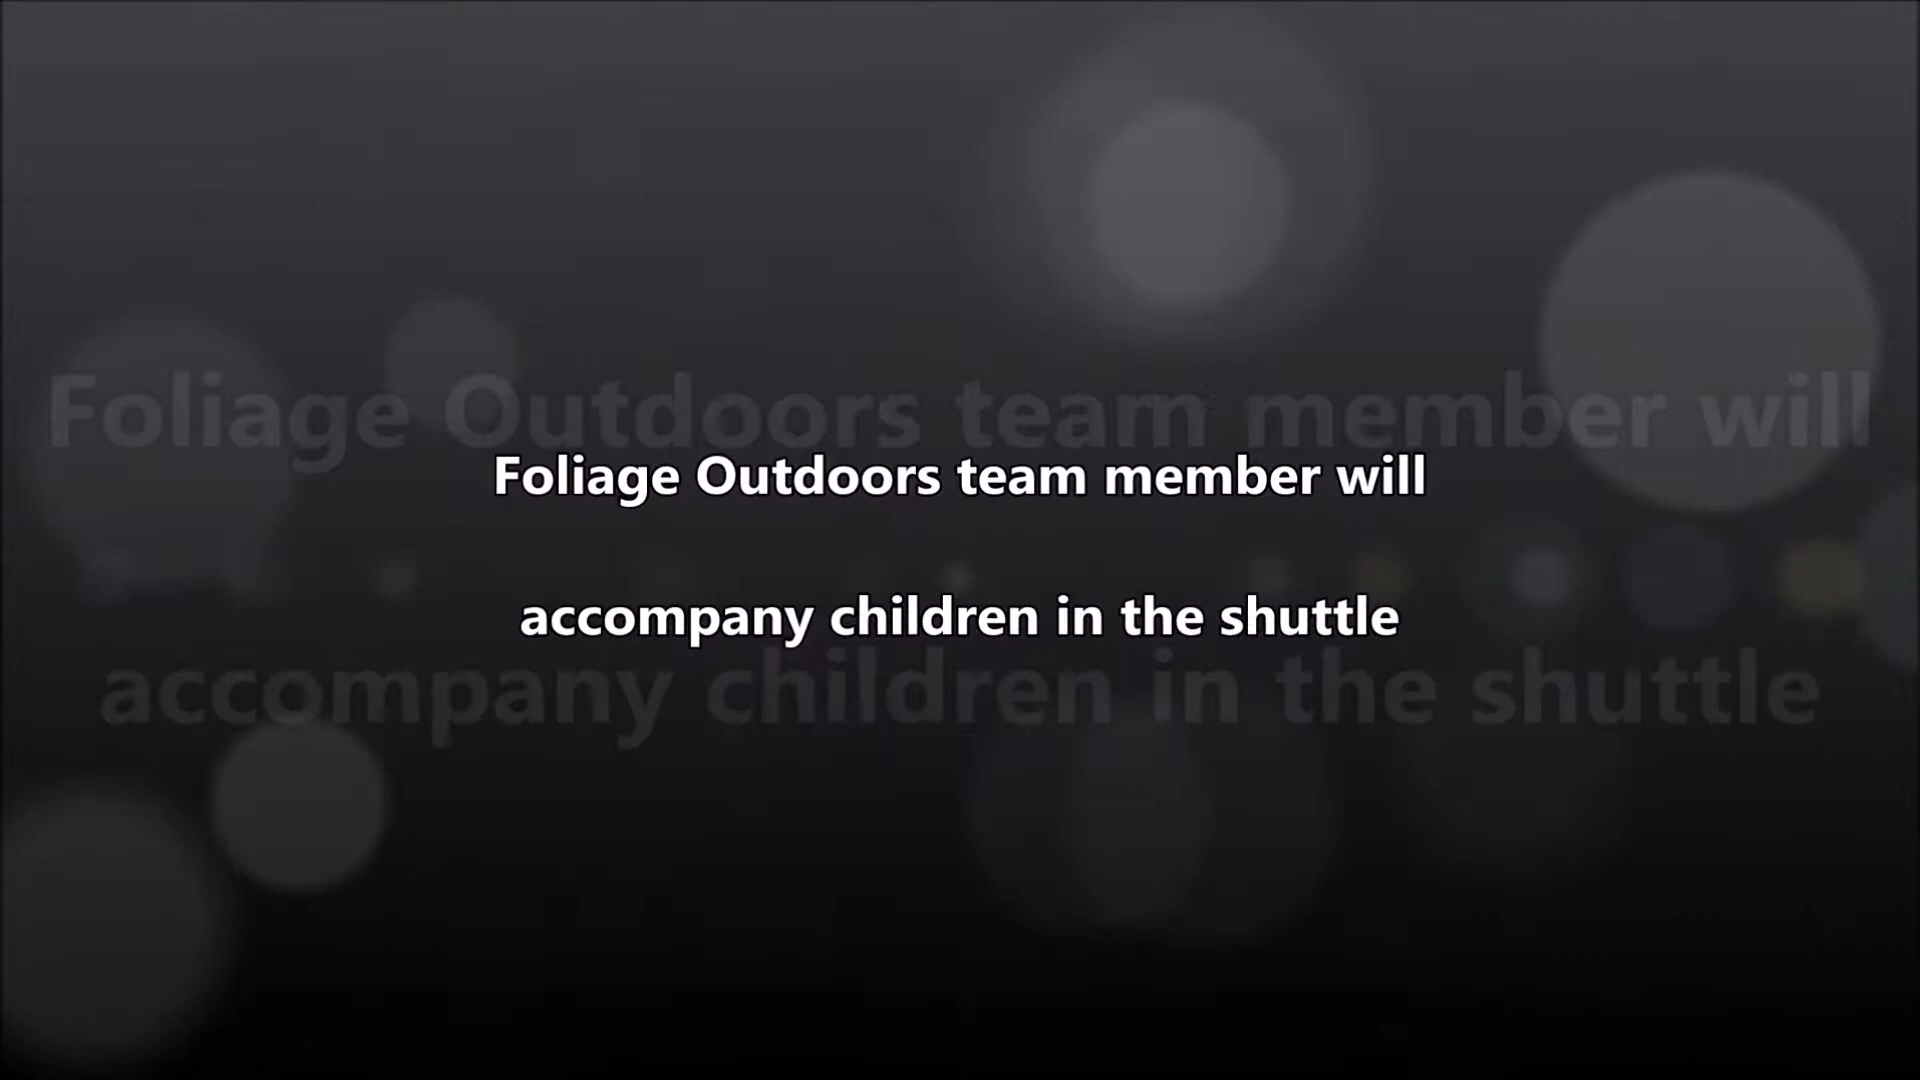 Foliage Outdoors team member will
Foliage Outdoors team member will
accompany children in the shuttle
accompany children in the shuttle